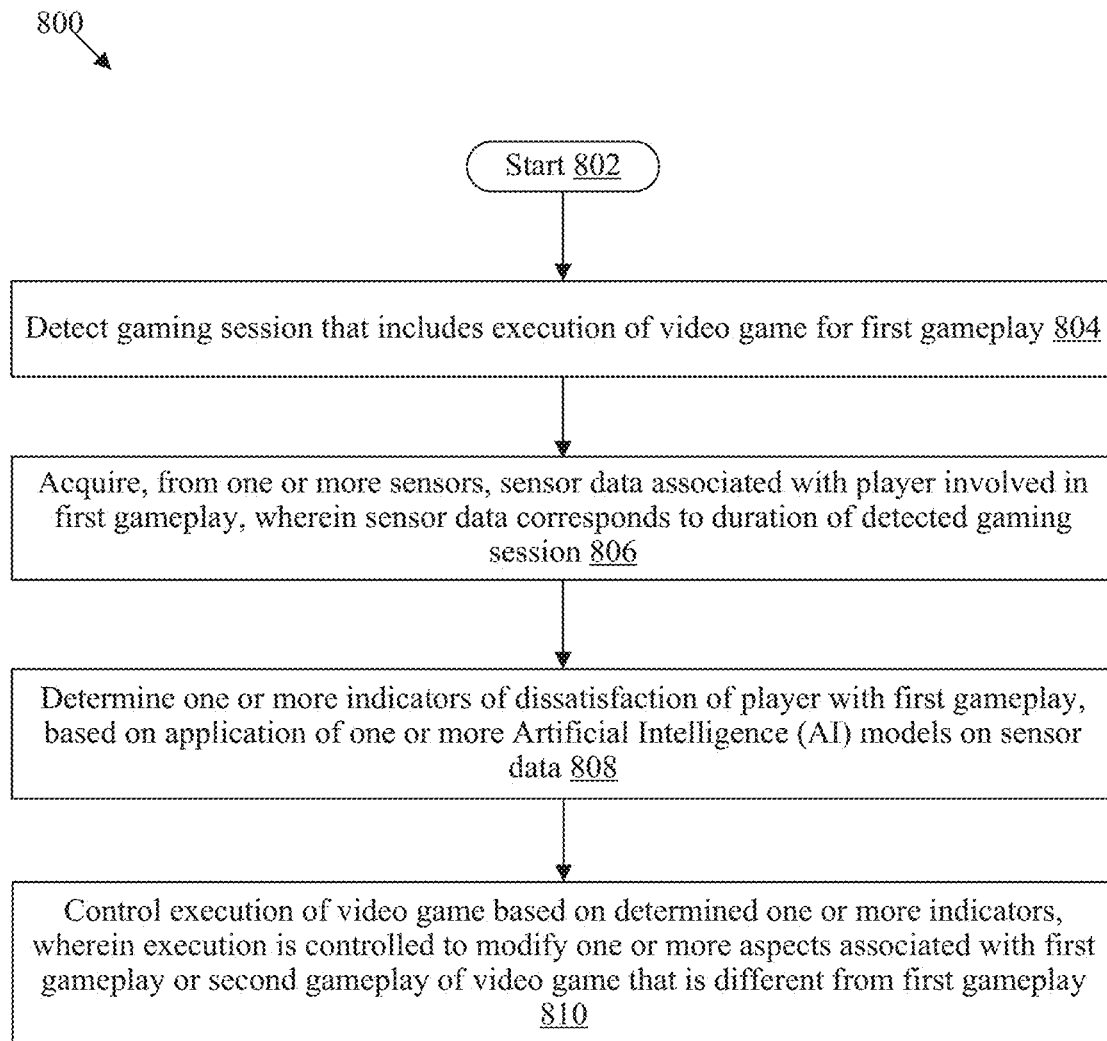 800
Start 802
Detect gaming session that includes execution of video game for first gameplay 804
Acquire, from one or more sensors, sensor data associated with player involved in
first gameplay, wherein sensor data corresponds to duration of detected gaming
session 806
Determine one or more indicators of dissatisfaction of player with first gameplay,
based on application of one or more Artificial Intelligence (AI) models on sensor
data 808
Control execution of video game based on determined one or more indicators,
wherein execution is controlled to modify one or more aspects associated with first
gameplay or second gameplay of video game that is different from first gameplay
810